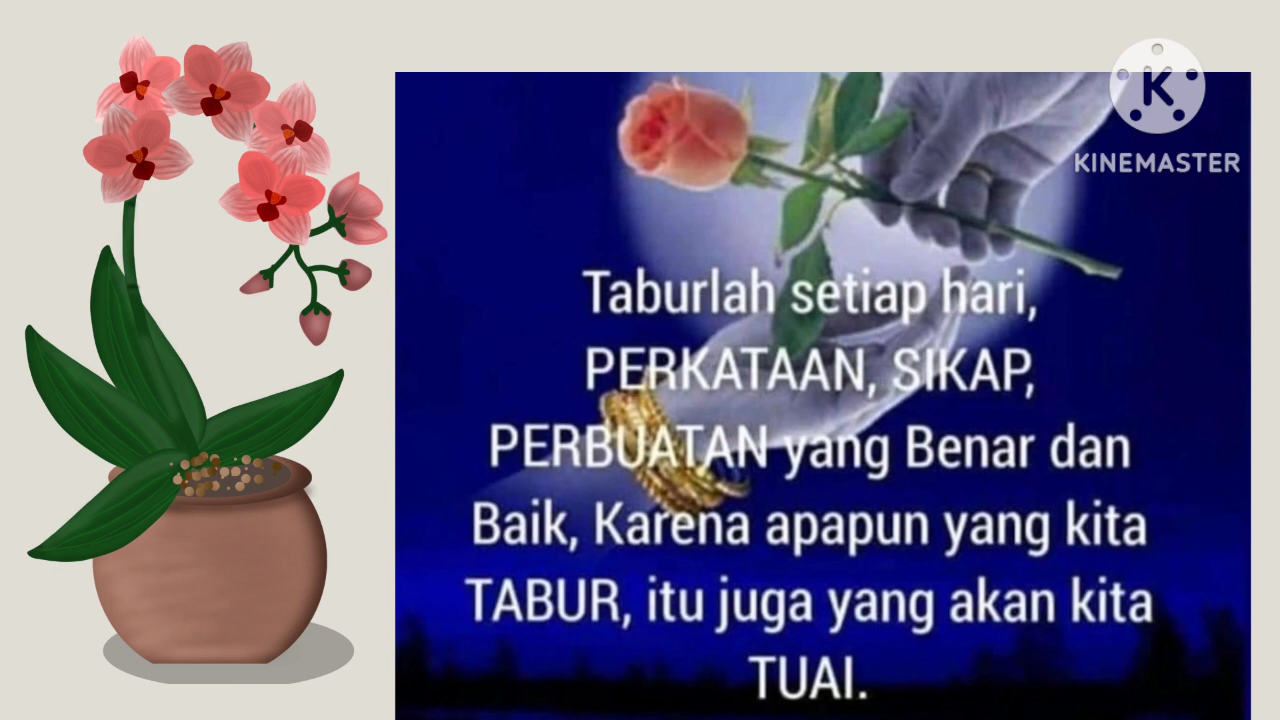 K
KINEMASTER
Taburlah setiap hari,
PERKATAAN, SIKAP,
PERBUATAN yang Benar dan
Baik, Karena apapun yang kita
TABUR, itu juga yang akan kita
TUAI.